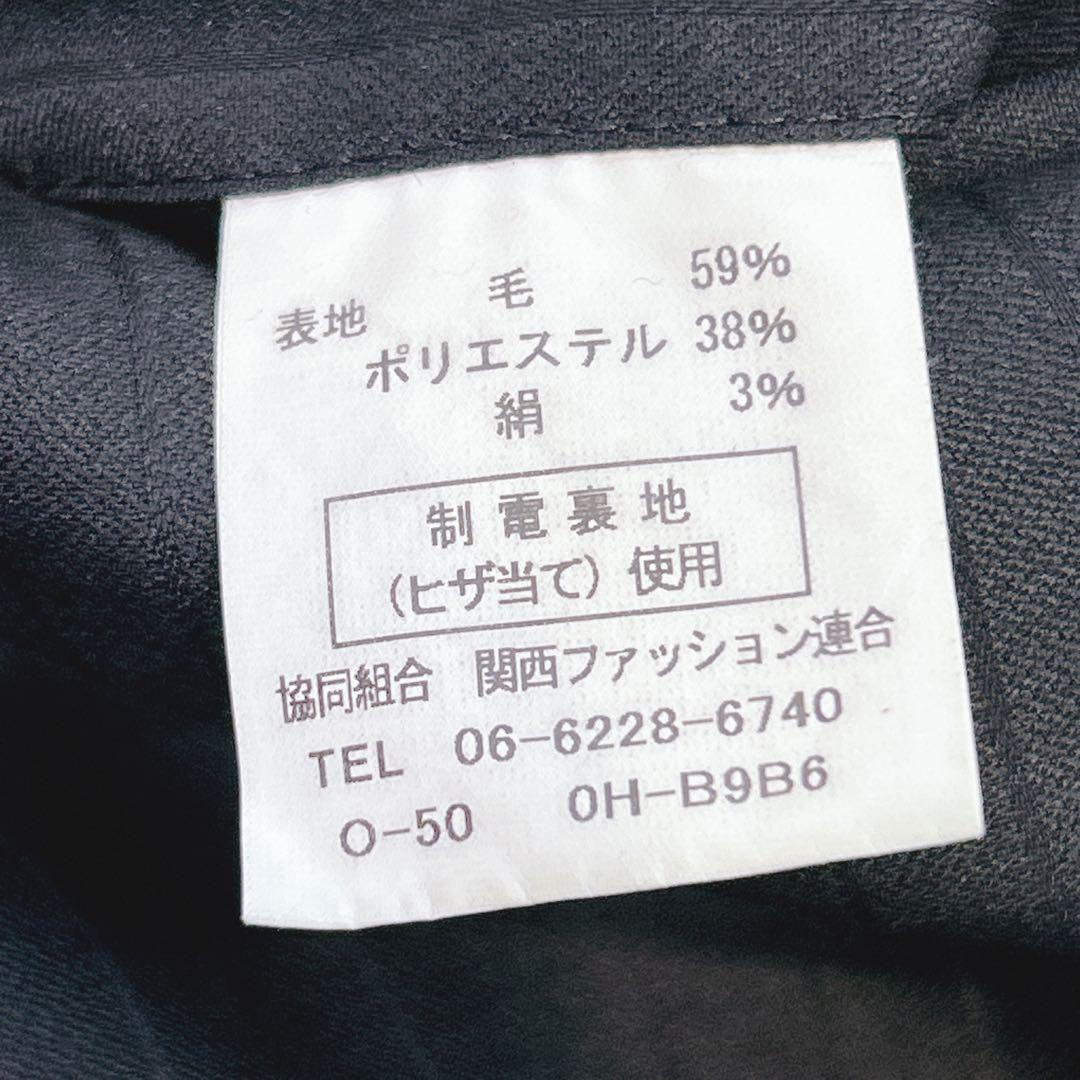 表地 毛 59%
ポリエステル 38%
絹 3%
制電裏地
(ヒザ当て) 使用
協同組合 関西ファッション連合
TEL 06-6228-6740
O-50 0H-B9B6